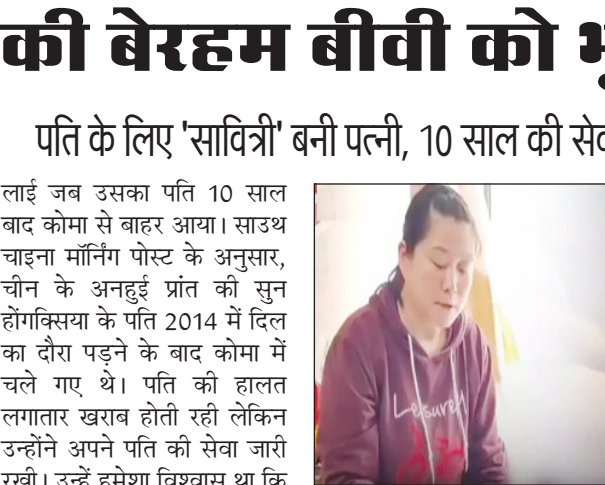 की बेरहम बीवी को
पति के लिए 'सावित्री' बनी पत्नी, 10 साल की
लाई जब उसका पति 10 साल
बाद कोमा से बाहर आया। साउथ
चाइना मॉर्निंग पोस्ट के अनुसार,
चीन के अनहुई प्रांत की सुन
होंगक्सिया के पति 2014 में दिल
का दौरा पड़ने के बाद कोमा में
चले गए थे। पति की हालत
लगातार खराब होती रही लेकिन
उन्होंने अपने पति की सेवा जारी
रखी। उन्हें हमेशा विश्वास था कि
Leisure